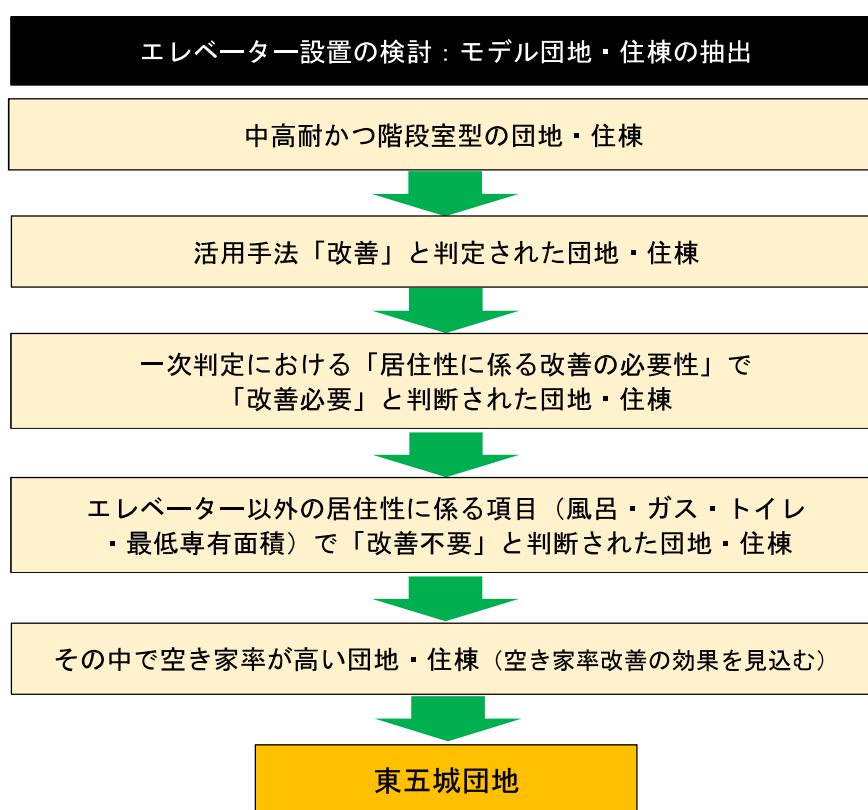 エレベーター設置の検討：モデル団地・住棟の抽出
中高耐かつ階段室型の団地・住棟
活用手法「改善」と判定された団地・住棟
一次判定における「居住性に係る改善の必要性」で
「改善必要」と判断された団地・住棟
エレベーター以外の居住性に係る項目（風呂・ガス・トイレ
・最低専有面積）で「改善不要」と判断された団地・住棟
その中で空き家率が高い団地・住棟（空き家率改善の効果を見込む）
東五城団地